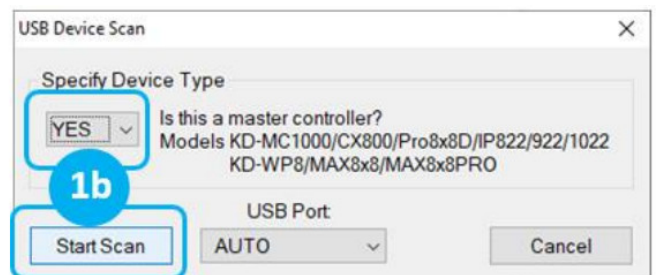 USB Device Scan
Specify Device Type
YES
Is this a master controller?
Models KD-MC1000/CX800/Pro8x8D/IP822/922/1022
KD-WP8/MAX8x8/MAX8x8PRO
1b
USB Port:
Start Scan
AUTO
Cancel